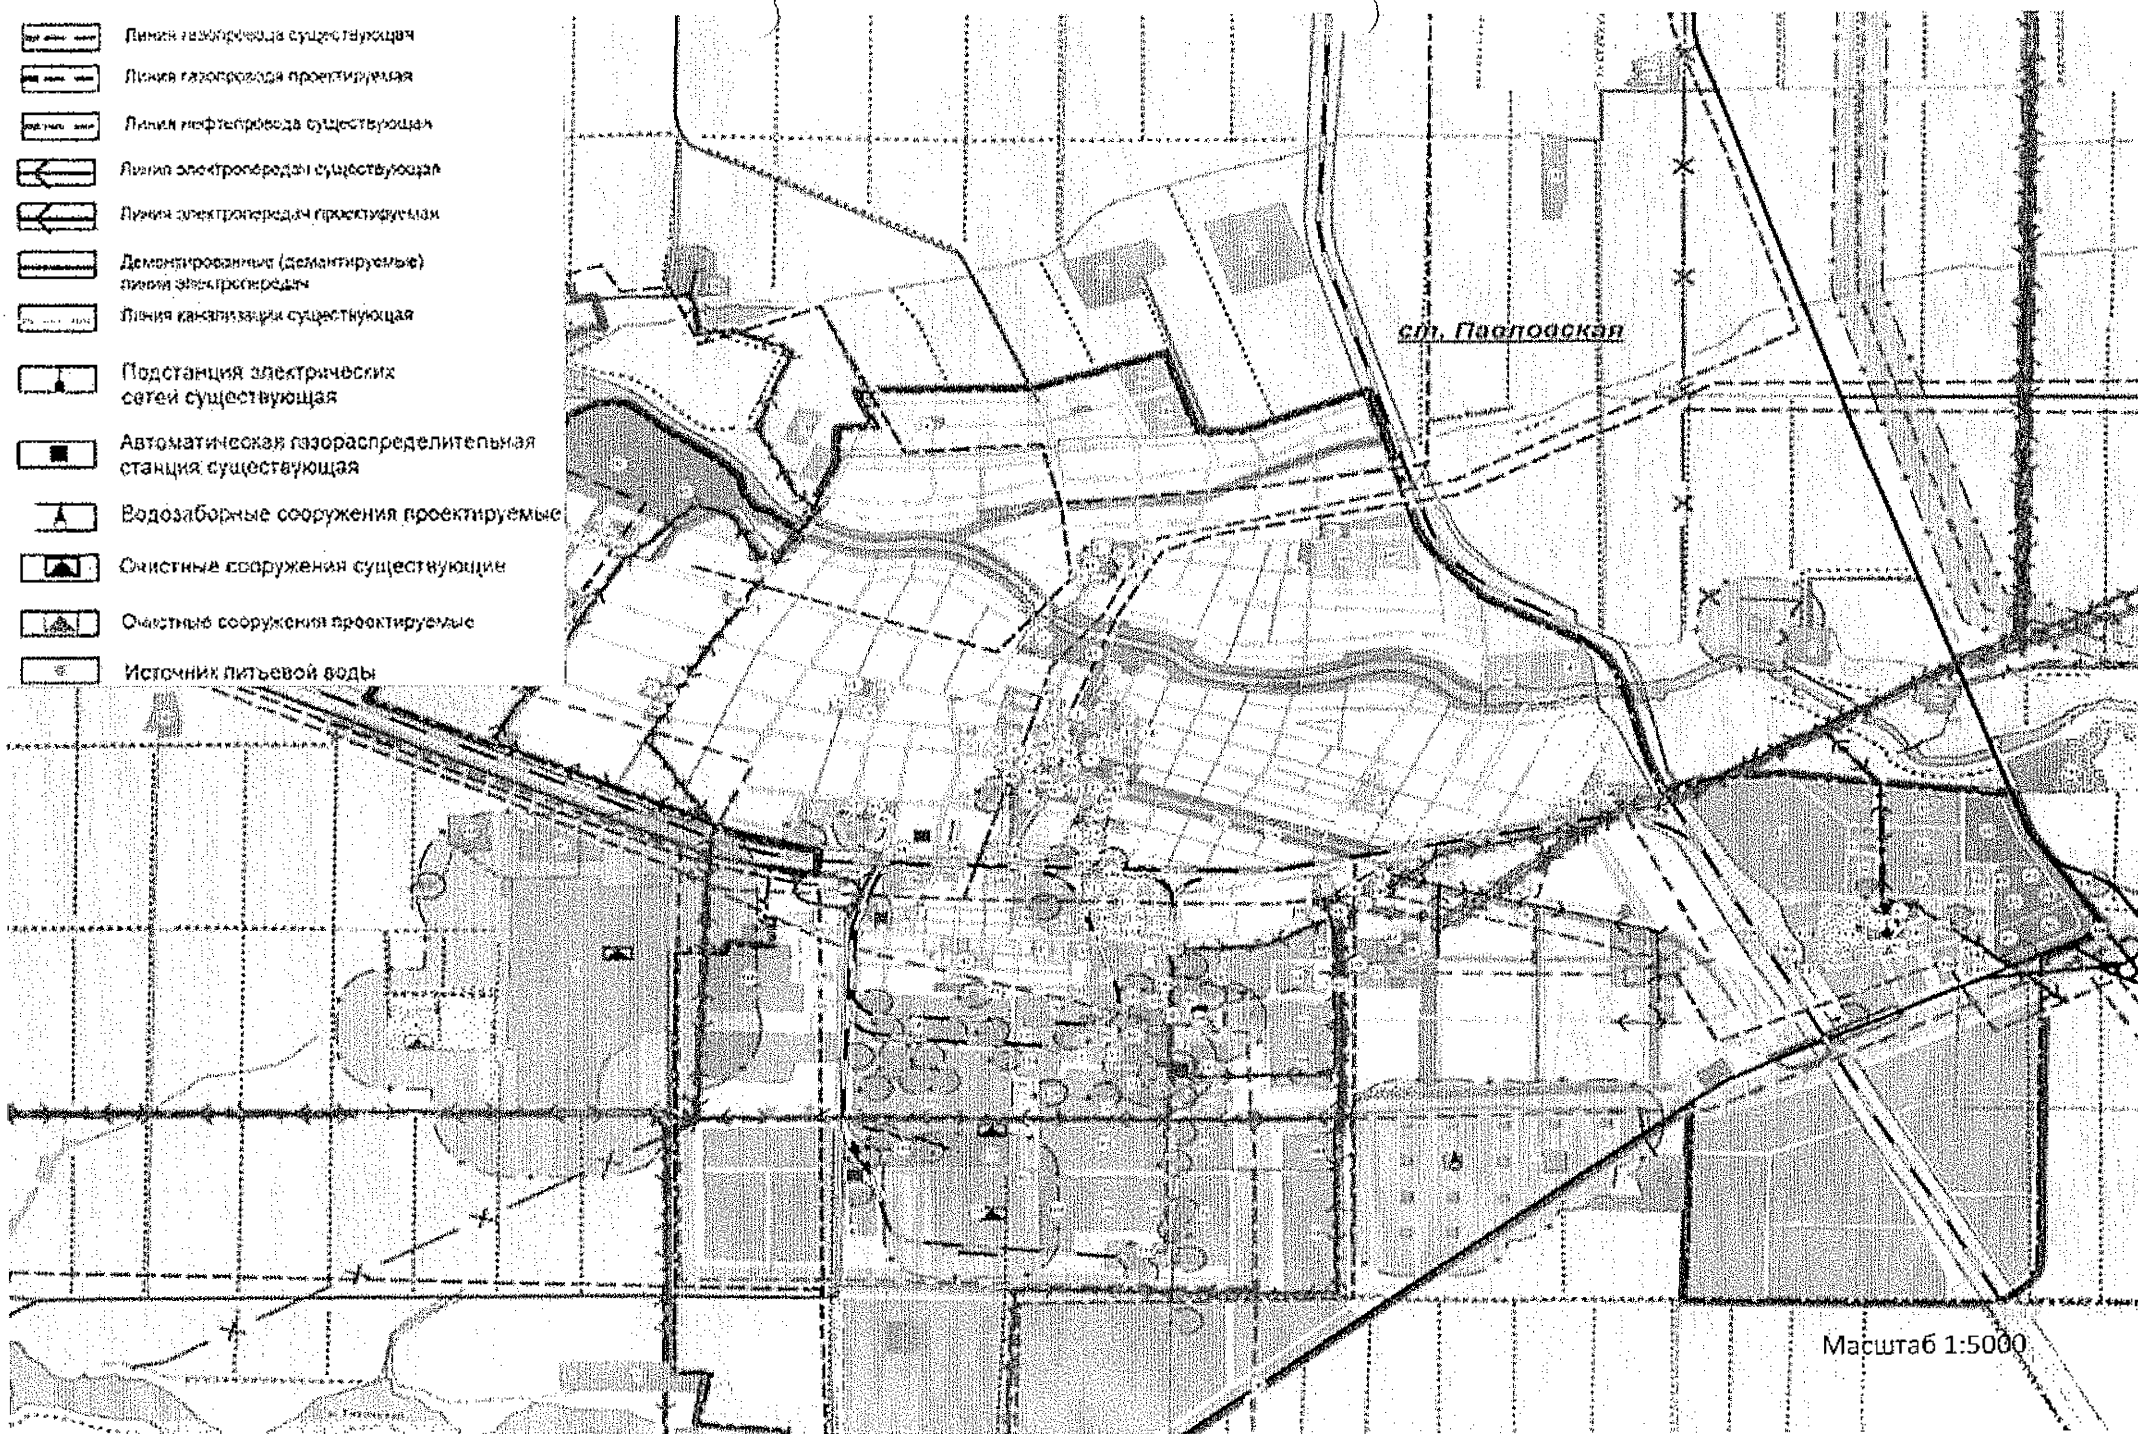 Линия газопровода существующая
Линия газопровода проектируемая
Линия нефтепровода существующая
Линия электропередач существующая
Линия электропередач проектируемая
Демонтированные (демантируемые)
линии электропередач
Линия канализации существующая
Подстанция электрических
сетей существующая
Автоматическая газораспределительная
станция существующая
Водозаборные сооружения проектируемые
Очистные сооружения существующие
Очистные сооружения проектируемые
Источник питьевой воды
ст. Павловская
Масштаб 1:5000